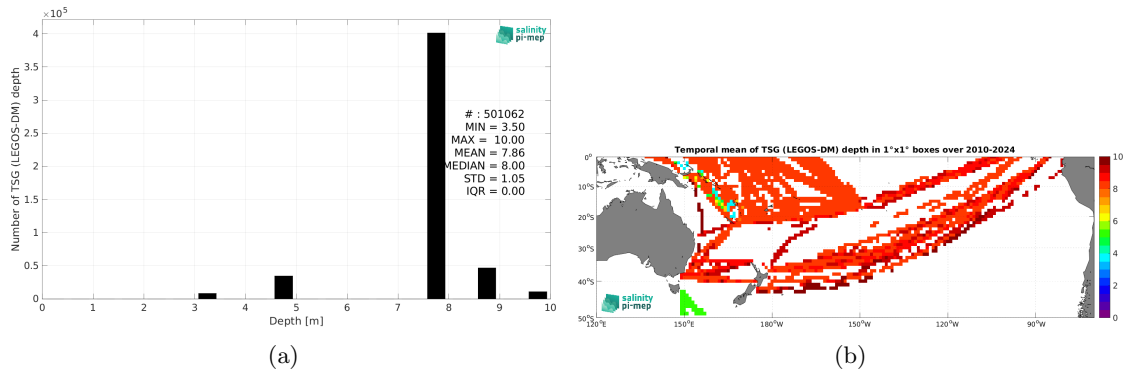 ×10⁵
4
3.5
3
2.5
2
1.5
1
0.5
0
Number of TSG (LEGOS-DM) depth
salinity
pi-mep
# : 501062
MIN = 3.50
MAX = 10.00
MEAN = 7.86
MEDIAN = 8.00
STD = 1.05
IQR = 0.00
0 1 2 3 4 5 6 7 8 9 10
Depth [m]
(a)
Temporal mean of TSG (LEGOS-DM) depth in 1°x1° boxes over 2010-2024
0°
10°S
20°S
30°S
40°S
50°S
salinity
pi-mep
120°E 150°E 180°W 150°W 120°W 90°W
10
8
6
4
2
0
(b)